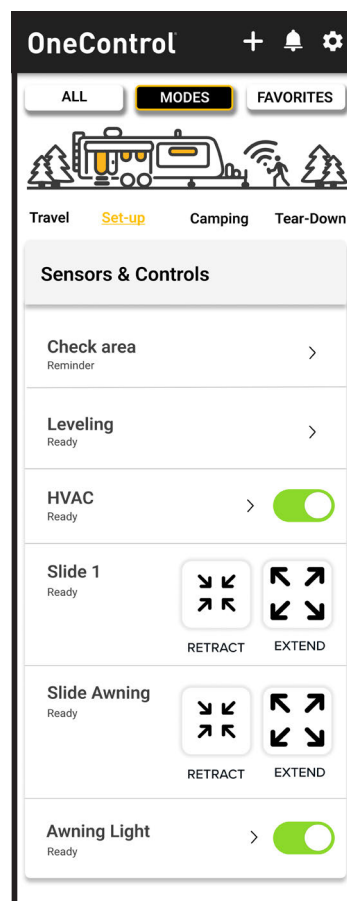 OneControl
ALL MODES FAVORITES
Travel Set-up Camping Tear-Down
Sensors & Controls
Check area
Reminder
Leveling
Ready
HVAC
Ready
Slide 1
Ready
RETRACT EXTEND
Slide Awning
Ready
RETRACT EXTEND
Awning Light
Ready